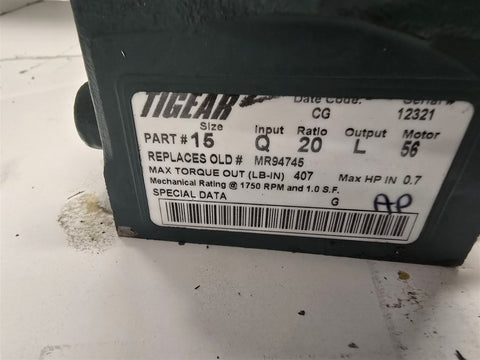 TIGEAR Date Code: Serial #
CG 12321
Size Input Ratio Output Motor
PART # 15 Q 20 L 56
REPLACES OLD # MR94745
MAX TORQUE OUT (LB-IN) 407 Max HP IN 0.7
Mechanical Rating @ 1750 RPM and 1.0 S.F.
SPECIAL DATA G
AP